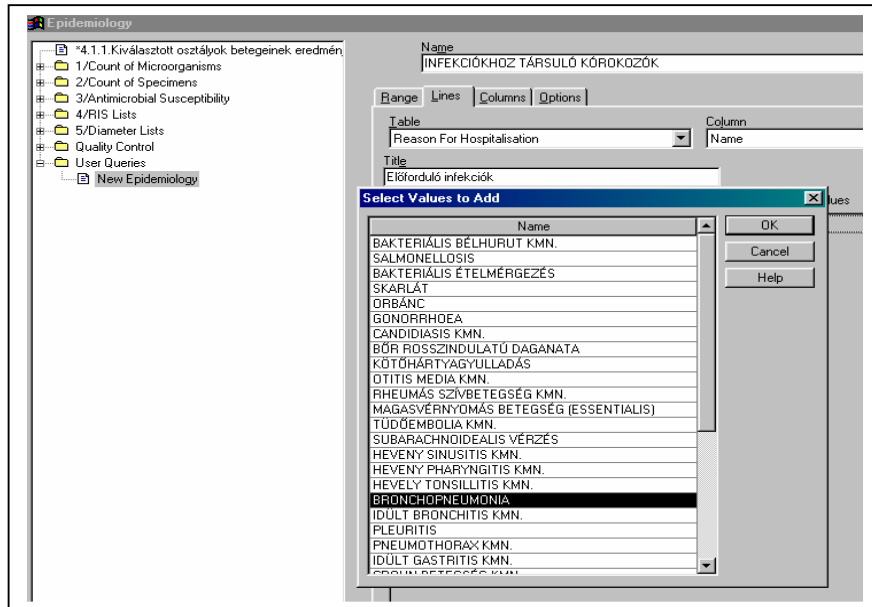 Epidemiology
*4.1.1.Kiválasztott osztályok betegeinek eredmén
1/Count of Microorganisms
2/Count of Specimens
3/Antimicrobial Susceptibility
4/RIS Lists
5/Diameter Lists
Quality Control
User Queries
New Epidemiology
Name
INFEKCIÓKHOZ TÁRSULÓ KÓROKOZÓK
Range Lines Columns Options
Table Column
Reason For Hospitalisation Name
Title
Előforduló infekciók
lues
Select Values to Add
Name
BAKTERIÁLIS BÉLHURUT KMN.
SALMONELLOSIS
BAKTERIÁLIS ÉTELMÉRGEZÉS
SKARLÁT
ORBÁNC
GONORRHOEA
CANDIDIASIS KMN.
BŐR ROSSZINDULATÚ DAGANATA
KÖTŐHÁRTYAGYULLADÁS
OTITIS MEDIA KMN.
RHEUMÁS SZÍVBETEGSÉG KMN.
MAGASVÉRNYOMÁS BETEGSÉG (ESSENTIALIS)
TÜDŐEMBOLIA KMN.
SUBARACHNOIDEALIS VÉRZÉS
HEVENY SINUSITIS KMN.
HEVENY PHARYNGITIS KMN.
HEVELY TONSILLITIS KMN.
BRONCHOPNEUMONIA
IDÜLT BRONCHITIS KMN.
PLEURITIS
PNEUMOTHORAX KMN.
IDÜLT GASTRITIS KMN.
OK
Cancel
Help